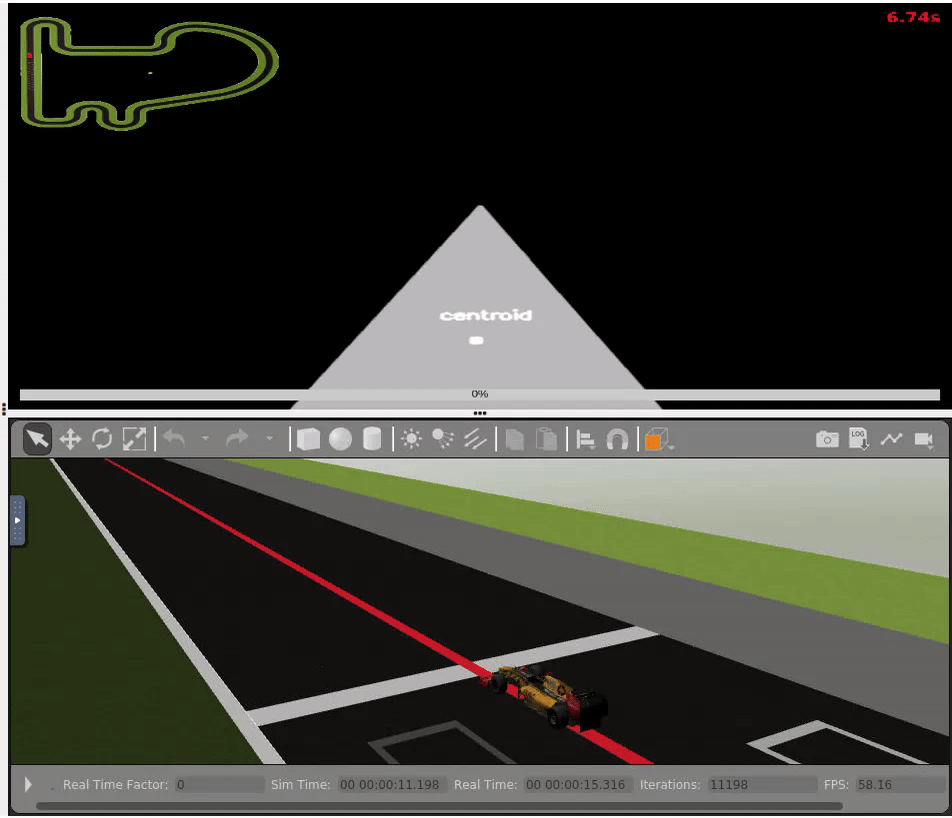 6.74s
centroid
0%
LOG
Real Time Factor: 0 Sim Time: 00 00:00:11.198 Real Time: 00 00:00:15.316 Iterations: 11198 FPS: 58.16